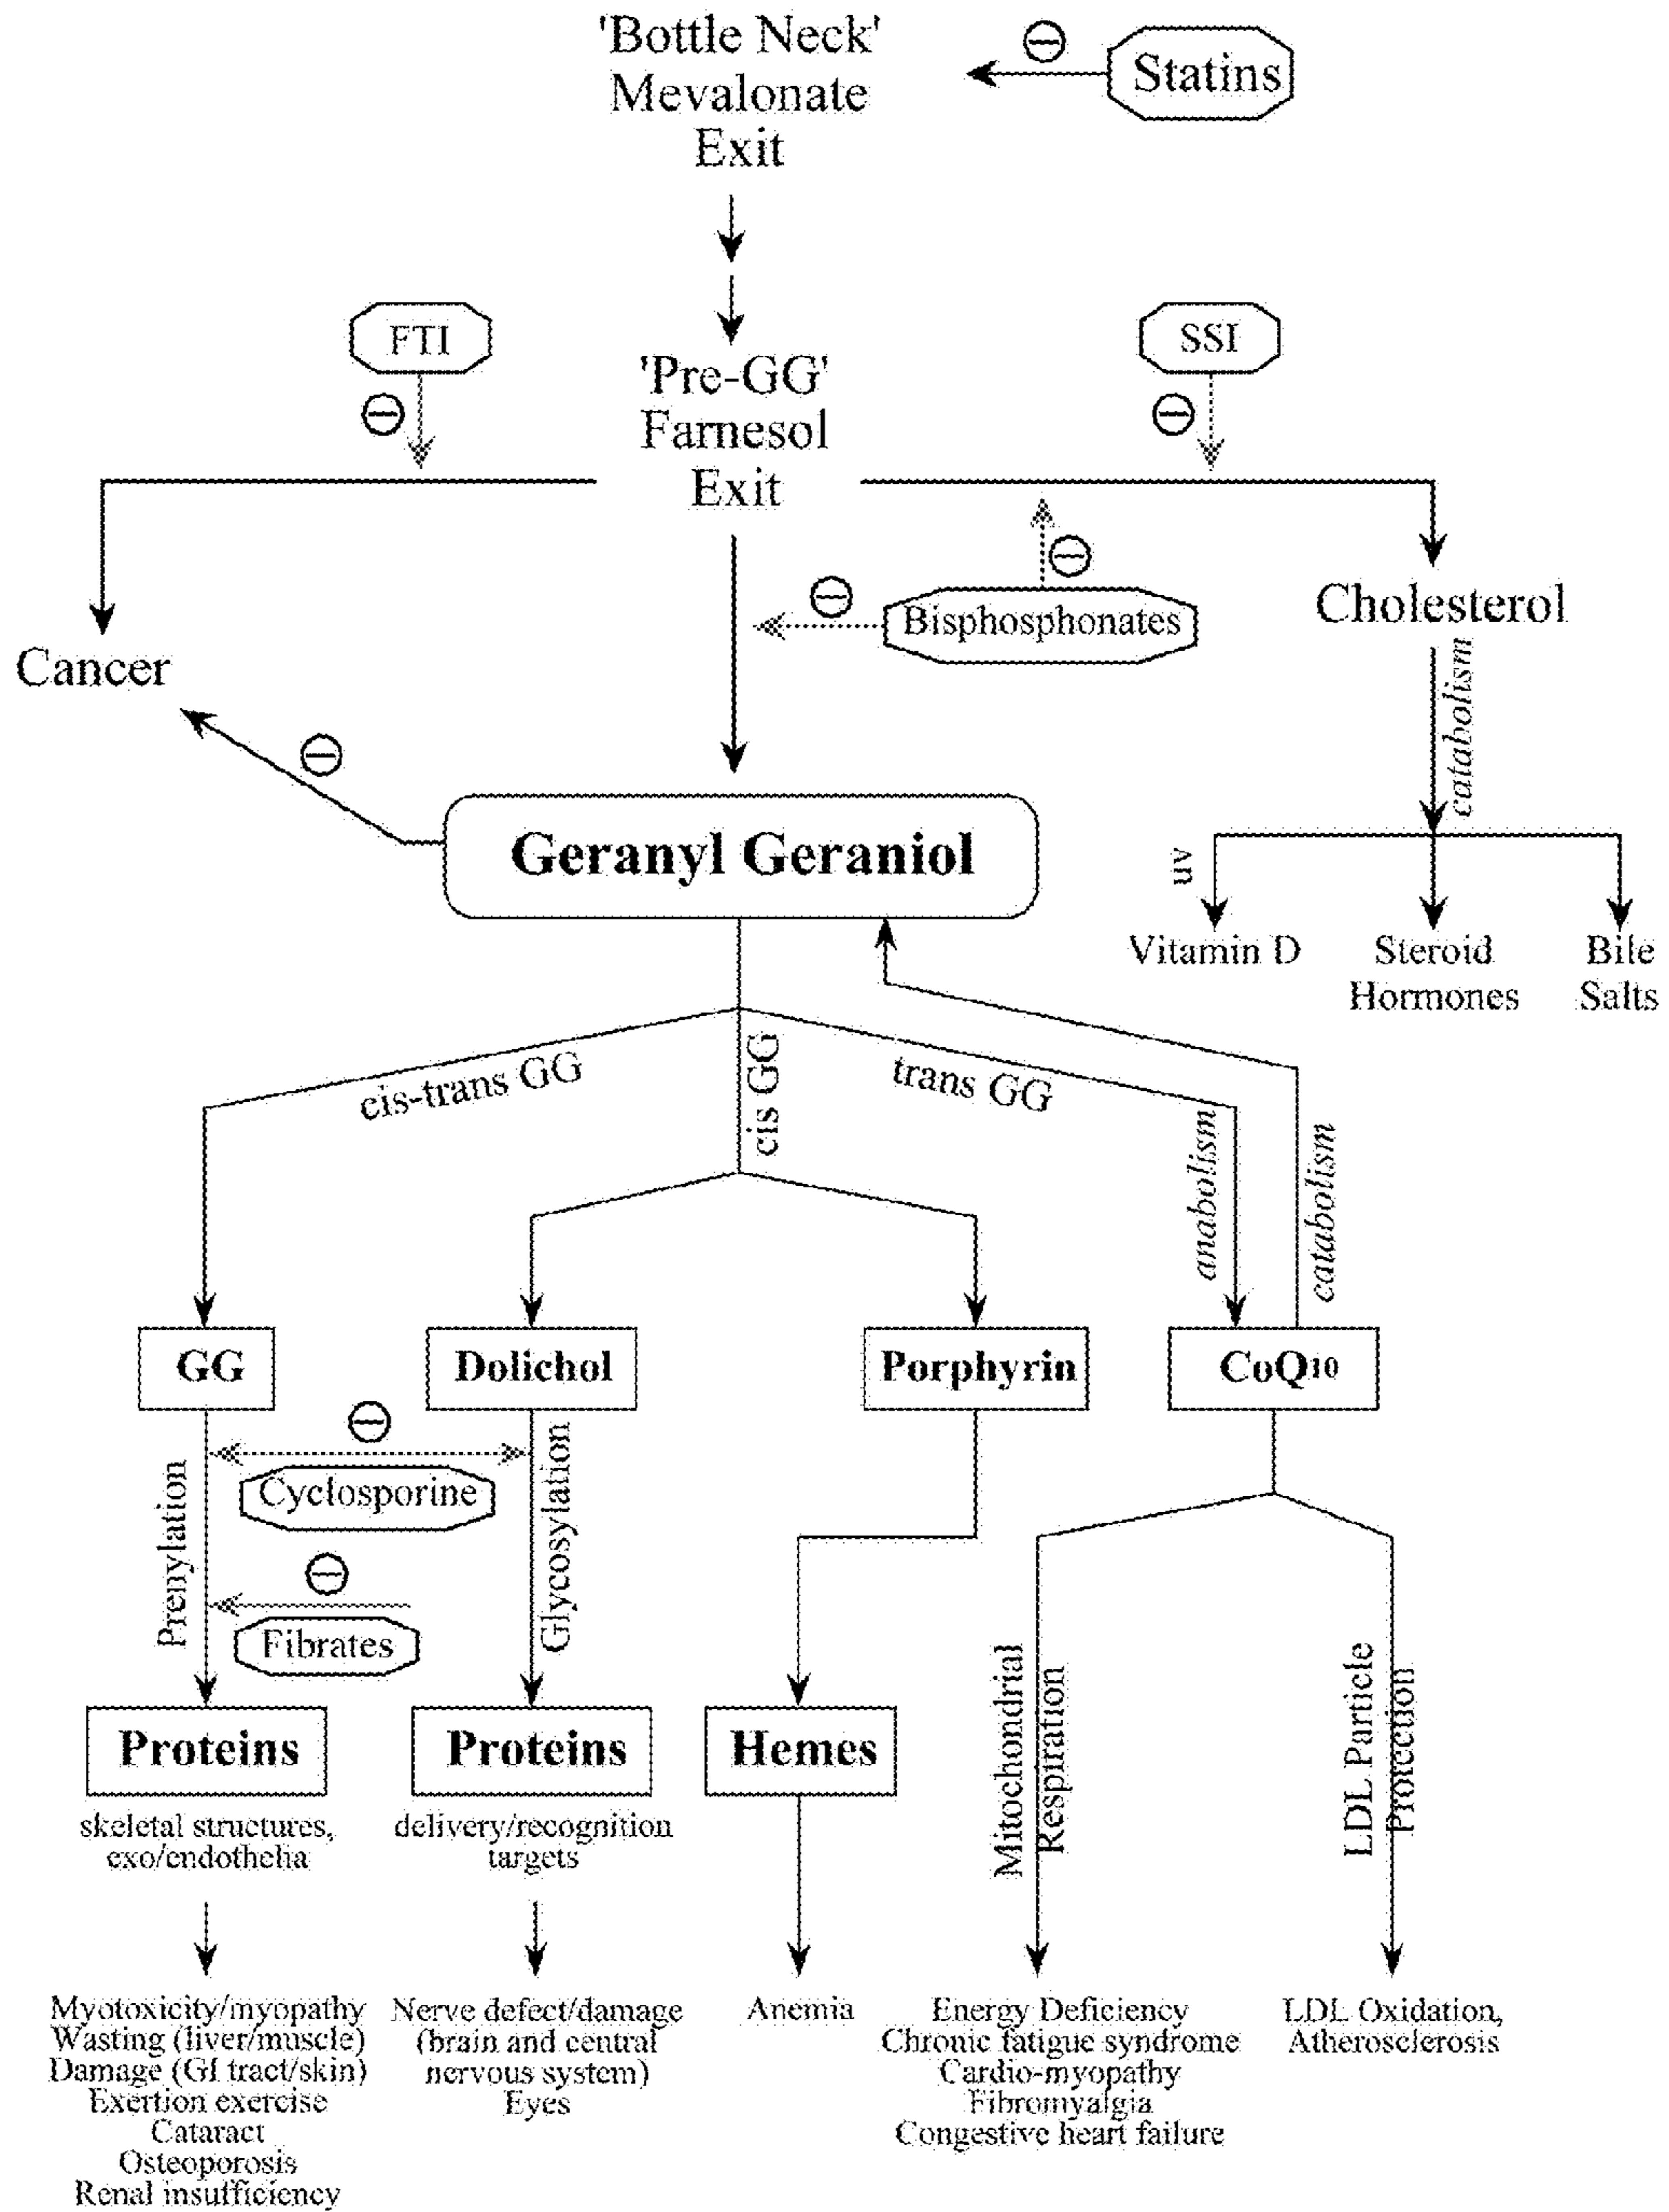 'Bottle Neck'
Mevalonate
Exit
Statins
FTI
SSI
'Pre-GG'
Farnesol
Exit
Bisphosphonates
Cholesterol
Cancer
catabolism
Geranyl Geraniol
uv
Vitamin D
Steroid
Hormones
Bile
Salts
cis-trans GG
cis GG
trans GG
anabolism
catabolism
GG
Dolichol
Porphyrin
CoQ10
Prenylation
Cyclosporine
Glycosylation
Fibrates
Mitochondrial
Respiration
LDL Particle
Protection
Proteins
Proteins
Hemes
skeletal structures,
exo/endothelia
delivery/recognition
targets
Myotoxicity/myopathy
Wasting (liver/muscle)
Damage (GI tract/skin)
Exertion exercise
Cataract
Osteoporosis
Renal insufficiency
Nerve defect/damage
(brain and central
nervous system)
Eyes
Anemia
Energy Deficiency
Chronic fatigue syndrome
Cardio-myopathy
Fibromyalgia
Congestive heart failure
LDL Oxidation,
Atherosclerosis